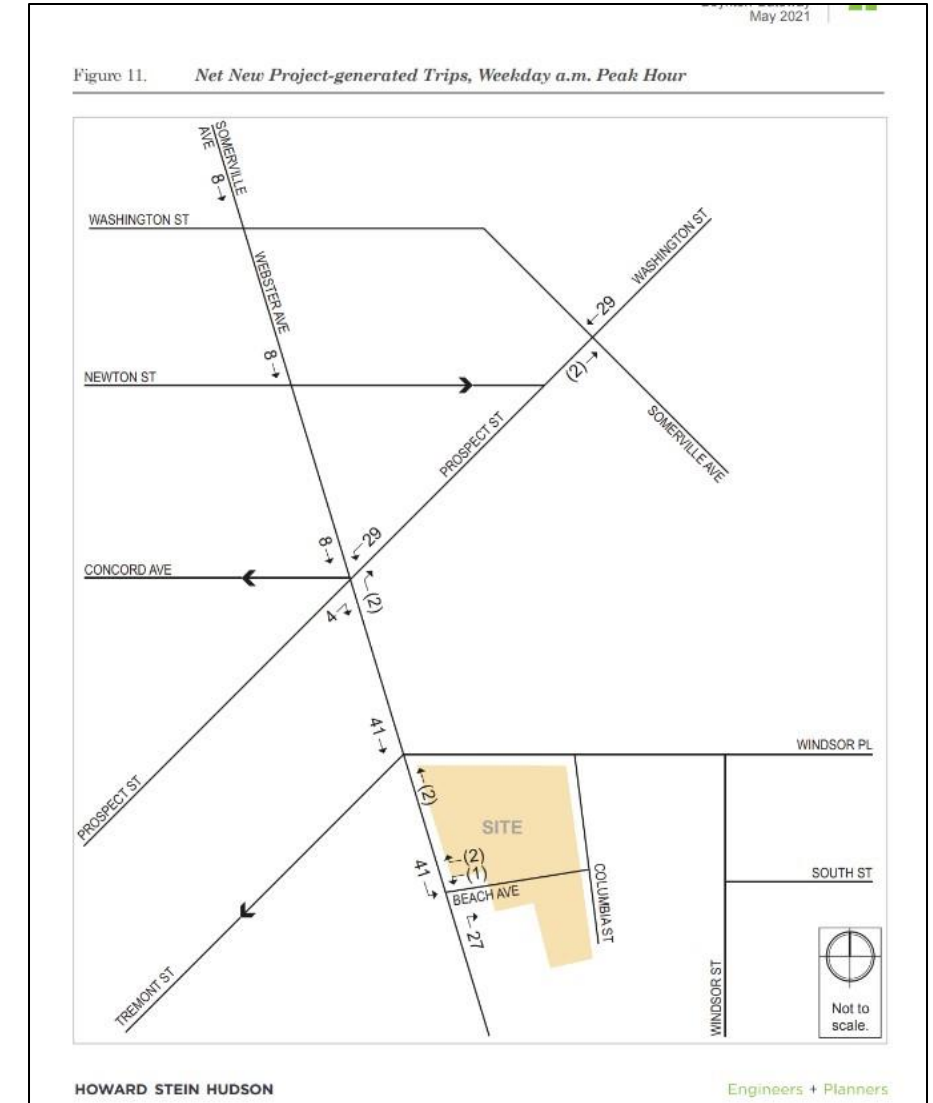 May 2021
Figure 11. Net New Project-generated Trips, Weekday a.m. Peak Hour
SOMERVILLE
AVE
8
WASHINGTON ST
WASHINGTON ST
WEBSTER AVE
29
8
(2)
NEWTON ST
PROSPECT ST
SOMERVILLE AVE
8
29
CONCORD AVE
4
(2)
41
WINDSOR PL
PROSPECT ST
(2)
SITE
41
(2)
(1)
BEACH AVE
COLUMBIA ST
SOUTH ST
27
TREMONT ST
WINDSOR ST
Not to
scale.
HOWARD STEIN HUDSON
Engineers + Planners